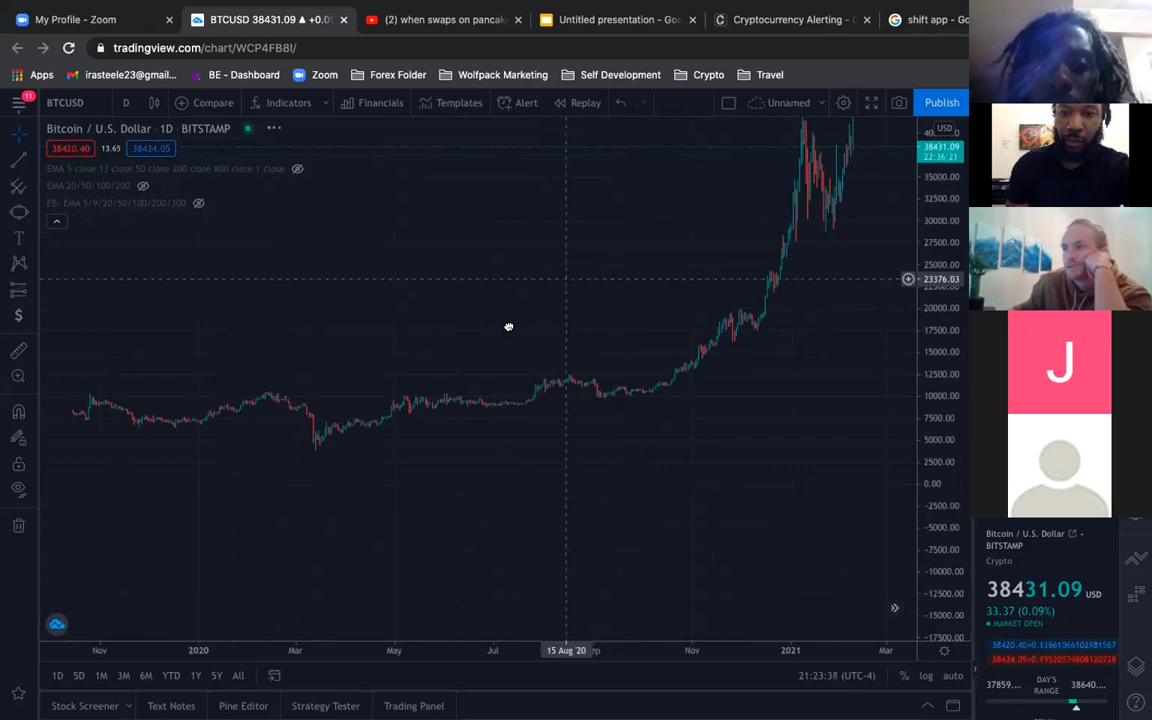 My Profile - Zoom
BTCUSD 38431.09 ▲ +0.0
(2) when swaps on pancak
Untitled presentation - Goo
Cryptocurrency Alerting -
shift app - Go
tradingview.com/chart/WCP4FB8I/
Apps
irasteele23@gmail...
BE - Dashboard
Zoom
Forex Folder
Wolfpack Marketing
Self Development
Crypto
Travel
11
BTCUSD
D
Compare
Indicators
Financials
Templates
Alert
Replay
Unnamed
Publish
Bitcoin / U.S. Dollar · 1D · BITSTAMP
USD
38420.40
13.65
38434.05
38431.09
22:36:21
EMA 5 close 13 close 50 close 200 close 800 close 1 close
EMA 20/50/100/200
EB: EMA 5/9/20/50/100/200/300
35000.00
32500.00
30000.00
27500.00
25000.00
23376.03
20000.00
17500.00
15000.00
12500.00
10000.00
7500.00
5000.00
2500.00
0.00
-2500.00
-5000.00
-7500.00
-10000.00
-12500.00
-15000.00
-17500.00
Nov
2020
Mar
May
Jul
15 Aug '20
Nov
2021
Mar
1D
5D
1M
3M
6M
YTD
1Y
5Y
All
21:23:38 (UTC-4)
%
log
auto
Stock Screener
Text Notes
Pine Editor
Strategy Tester
Trading Panel
J
Bitcoin / U.S. Dollar
BITSTAMP
Crypto
38431.09 USD
33.37 (0.09%)
MARKET OPEN
37859....
DAY'S
RANGE
38640....